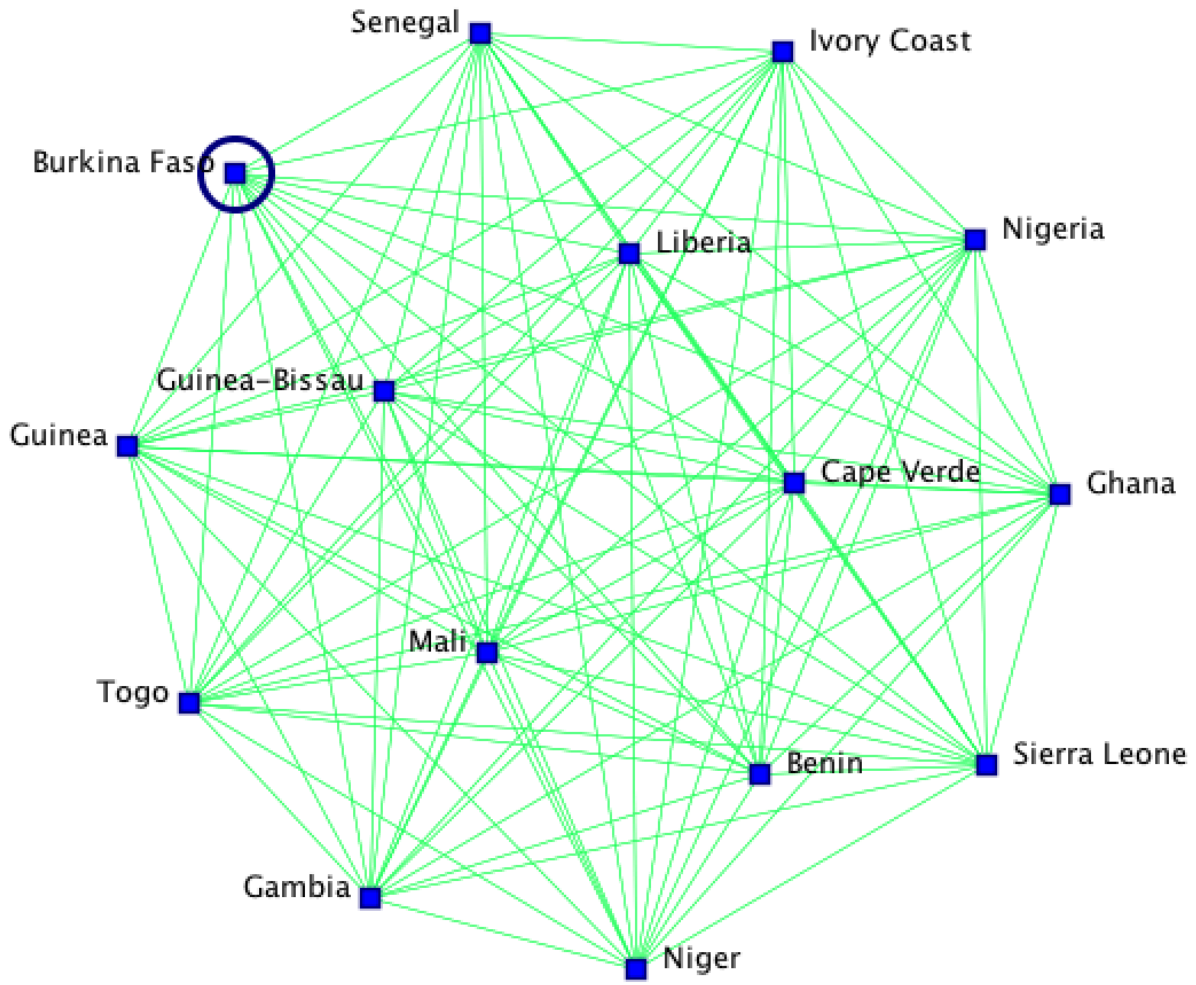 Senegal
Ivory Coast
Burkina Faso
Nigeria
Liberia
Guinea-Bissau
Guinea
Cape Verde
Ghana
Mali
Togo
Benin
Sierra Leone
Gambia
Niger